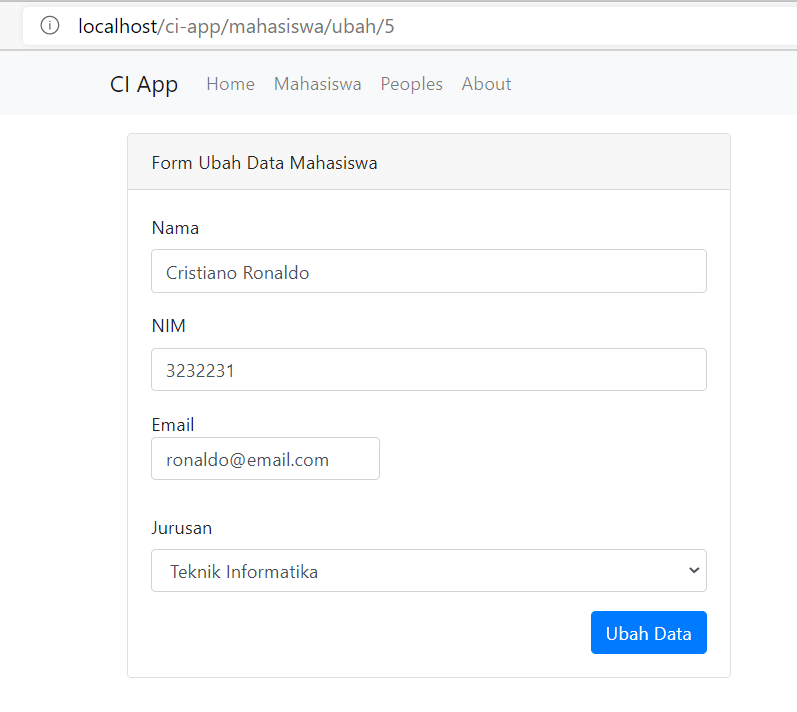 localhost/ci-app/mahasiswa/ubah/5
CI App Home Mahasiswa Peoples About
Form Ubah Data Mahasiswa
Nama
Cristiano Ronaldo
NIM
3232231
Email
ronaldo@email.com
Jurusan
Teknik Informatika
Ubah Data